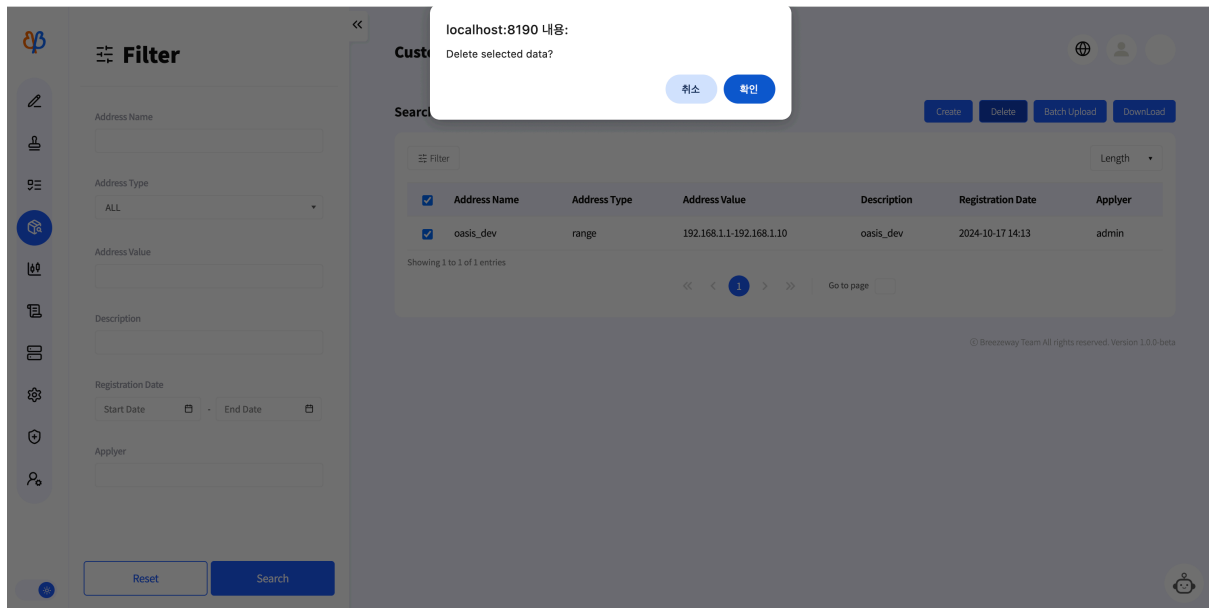 localhost:8190 내용:
Delete selected data?
취소
확인
Filter
Address Name
Address Type
ALL
Address Value
Description
Registration Date
Start Date - End Date
Applyer
Reset
Search
Create
Delete
Batch Upload
DownLoad
Filter
Length
Address Name Address Type Address Value Description Registration Date Applyer
oasis_dev range 192.168.1.1-192.168.1.10 oasis_dev 2024-10-17 14:13 admin
Showing 1 to 1 of 1 entries
1
Go to page
ⓒ Breezeway Team All rights reserved. Version 1.0.0-beta